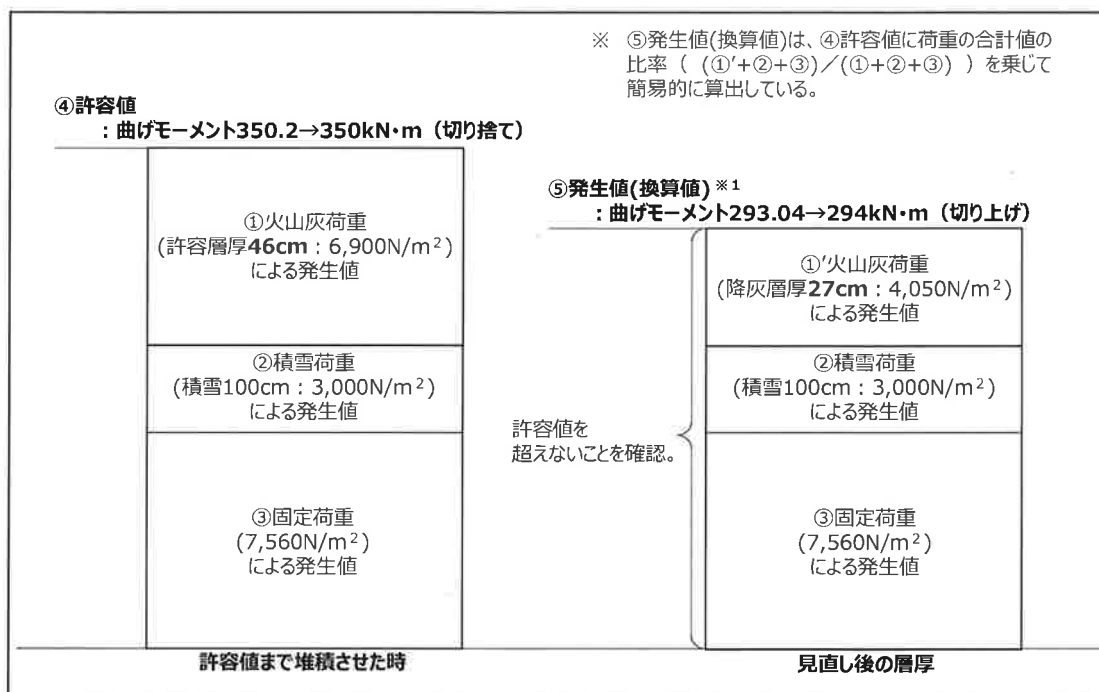 ※ ⑤発生値(換算値)は、④許容値に荷重の合計値の
比率（ (①'+②+③)／(①+②+③) ）を乗じて
簡易的に算出している。
④許容値
：曲げモーメント350.2→350kN・m（切り捨て）
①火山灰荷重
(許容層厚46cm：6,900N/m²)
による発生値
②積雪荷重
(積雪100cm：3,000N/m²)
による発生値
③固定荷重
(7,560N/m²)
による発生値
許容値まで堆積させた時
⑤発生値(換算値)※1
：曲げモーメント293.04→294kN・m（切り上げ）
①'火山灰荷重
(降灰層厚27cm：4,050N/m²)
による発生値
②積雪荷重
(積雪100cm：3,000N/m²)
による発生値
許容値を
超えないことを確認。
③固定荷重
(7,560N/m²)
による発生値
見直し後の層厚